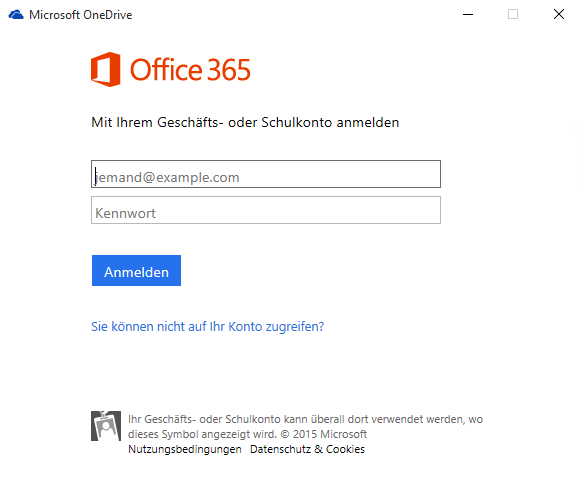 Microsoft OneDrive
Office 365
Mit Ihrem Geschäfts- oder Schulkonto anmelden
jemand@example.com
Kennwort
Anmelden
Sie können nicht auf Ihr Konto zugreifen?
Ihr Geschäfts- oder Schulkonto kann überall dort verwendet werden, wo
dieses Symbol angezeigt wird. © 2015 Microsoft
Nutzungsbedingungen Datenschutz & Cookies